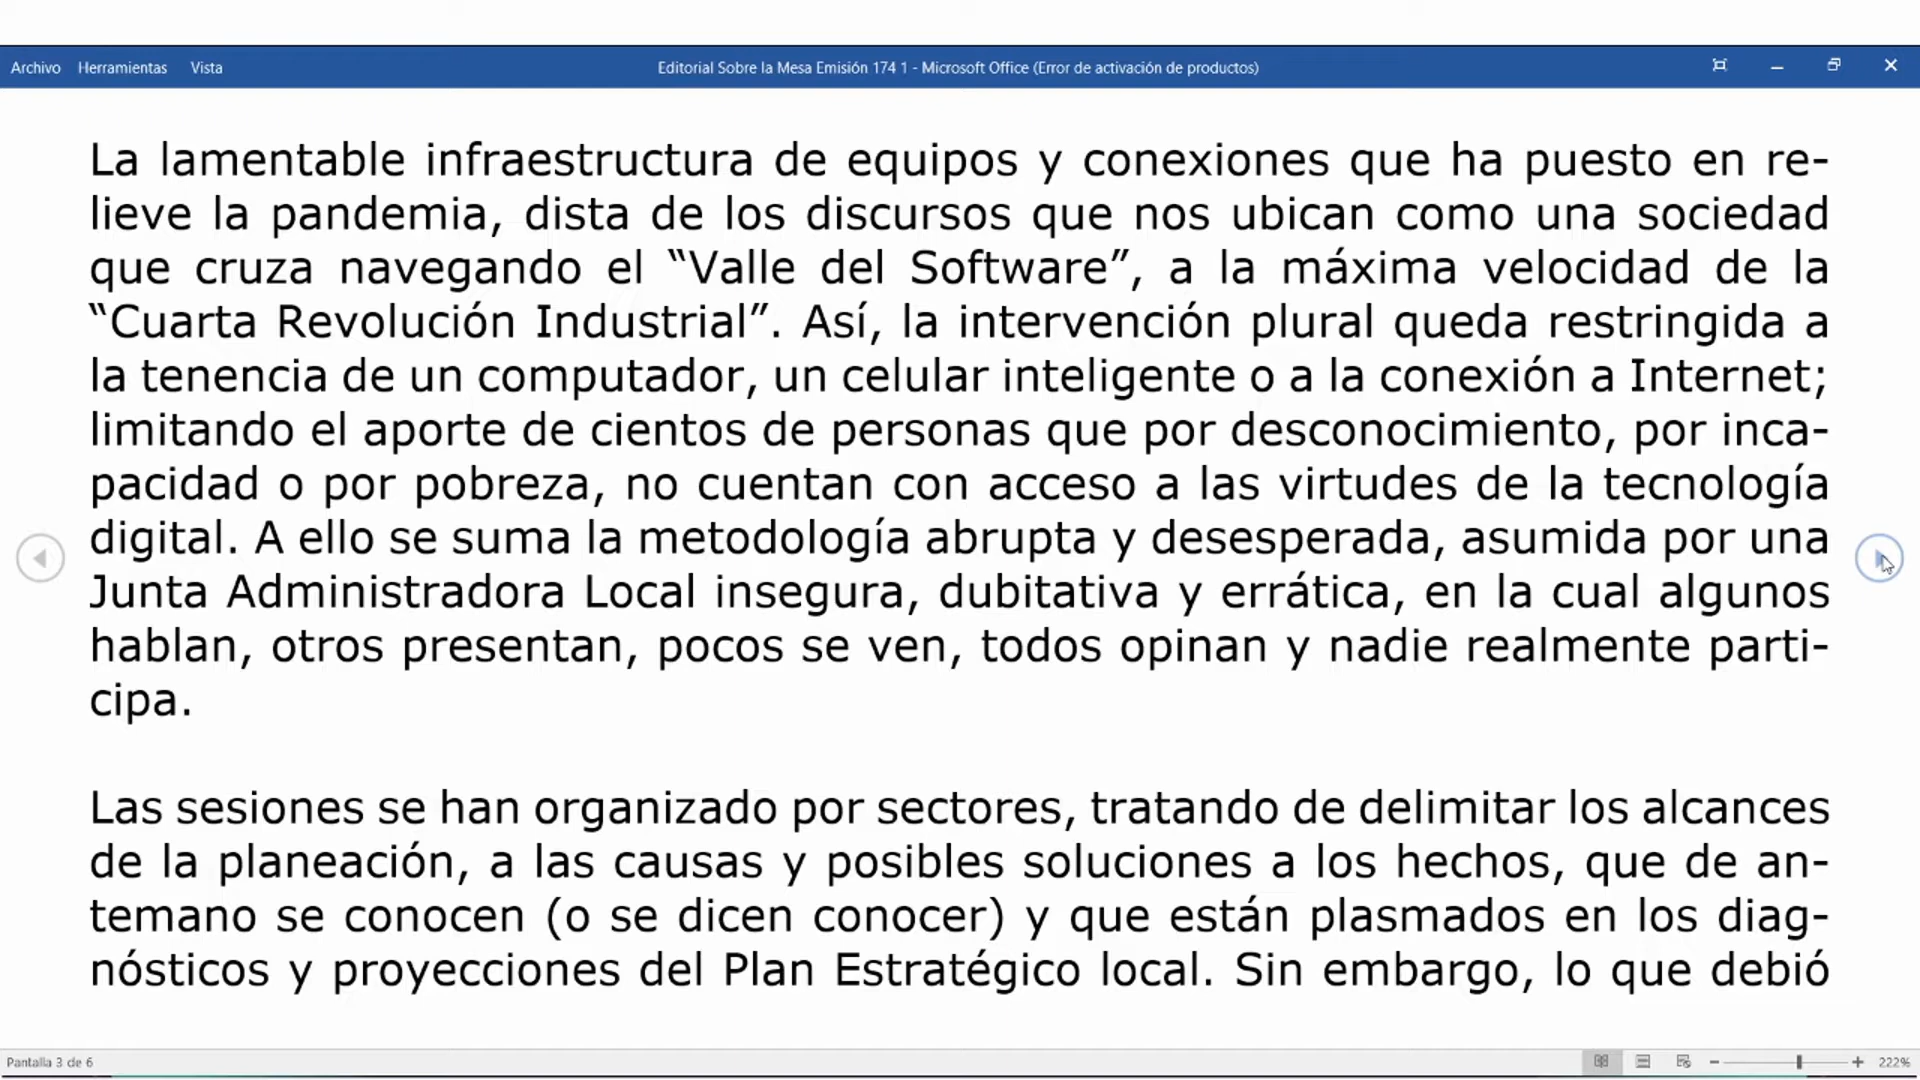 Archivo Herramientas Vista Editorial Sobre la Mesa Emisión 174 1 - Microsoft Office (Error de activación de productos)
La lamentable infraestructura de equipos y conexiones que ha puesto en re-
lieve la pandemia, dista de los discursos que nos ubican como una sociedad
que cruza navegando el “Valle del Software”, a la máxima velocidad de la
“Cuarta Revolución Industrial”. Así, la intervención plural queda restringida a
la tenencia de un computador, un celular inteligente o a la conexión a Internet;
limitando el aporte de cientos de personas que por desconocimiento, por inca-
pacidad o por pobreza, no cuentan con acceso a las virtudes de la tecnología
digital. A ello se suma la metodología abrupta y desesperada, asumida por una
Junta Administradora Local insegura, dubitativa y errática, en la cual algunos
hablan, otros presentan, pocos se ven, todos opinan y nadie realmente parti-
cipa.
Las sesiones se han organizado por sectores, tratando de delimitar los alcances
de la planeación, a las causas y posibles soluciones a los hechos, que de an-
temano se conocen (o se dicen conocer) y que están plasmados en los diag-
nósticos y proyecciones del Plan Estratégico local. Sin embargo, lo que debió
Pantalla 3 de 6 222%